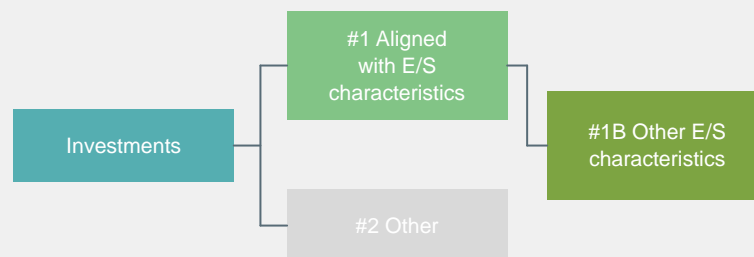 #1 Aligned
with E/S
characteristics
Investments
#1B Other E/S
characteristics
#2 Other